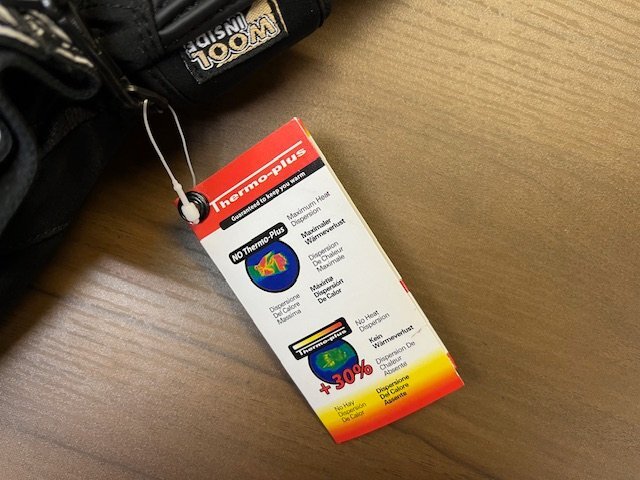 WOOL
INSIDE
Thermo-plus
Guaranteed to keep you warm
NO Thermo-Plus
Maximum Heat
Dispersion
Maximaler
Wärmeverlust
Dispersion
De Chaleur
Maximale
Máxima
Dispersión
De Calor
Dispersione
Del Calore
Massima
Thermo-plus
+30%
No Heat
Dispersion
Kein
Wärmeverlust
Dispersion De
Chaleur
Absente
Dispersione
Del Calore
Absente
No Hay
Dispersión
De Calor